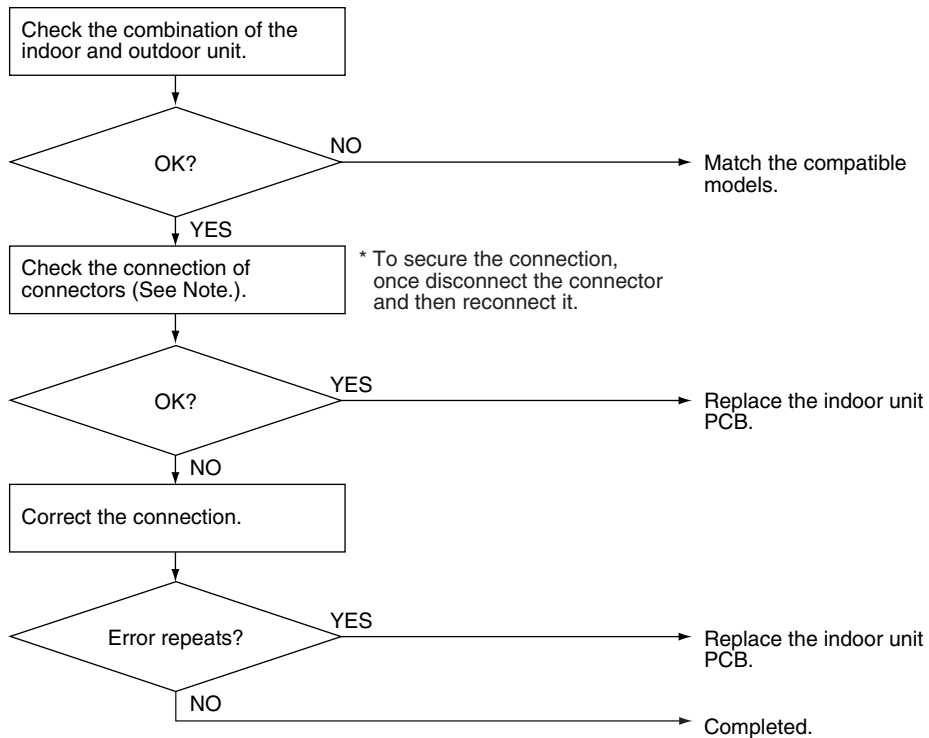 Check the combination of the
indoor and outdoor unit.
OK?
NO
Match the compatible
models.
YES
Check the connection of
connectors (See Note.).
* To secure the connection,
once disconnect the connector
and then reconnect it.
OK?
YES
Replace the indoor unit
PCB.
NO
Correct the connection.
Error repeats?
YES
Replace the indoor unit
PCB.
NO
Completed.